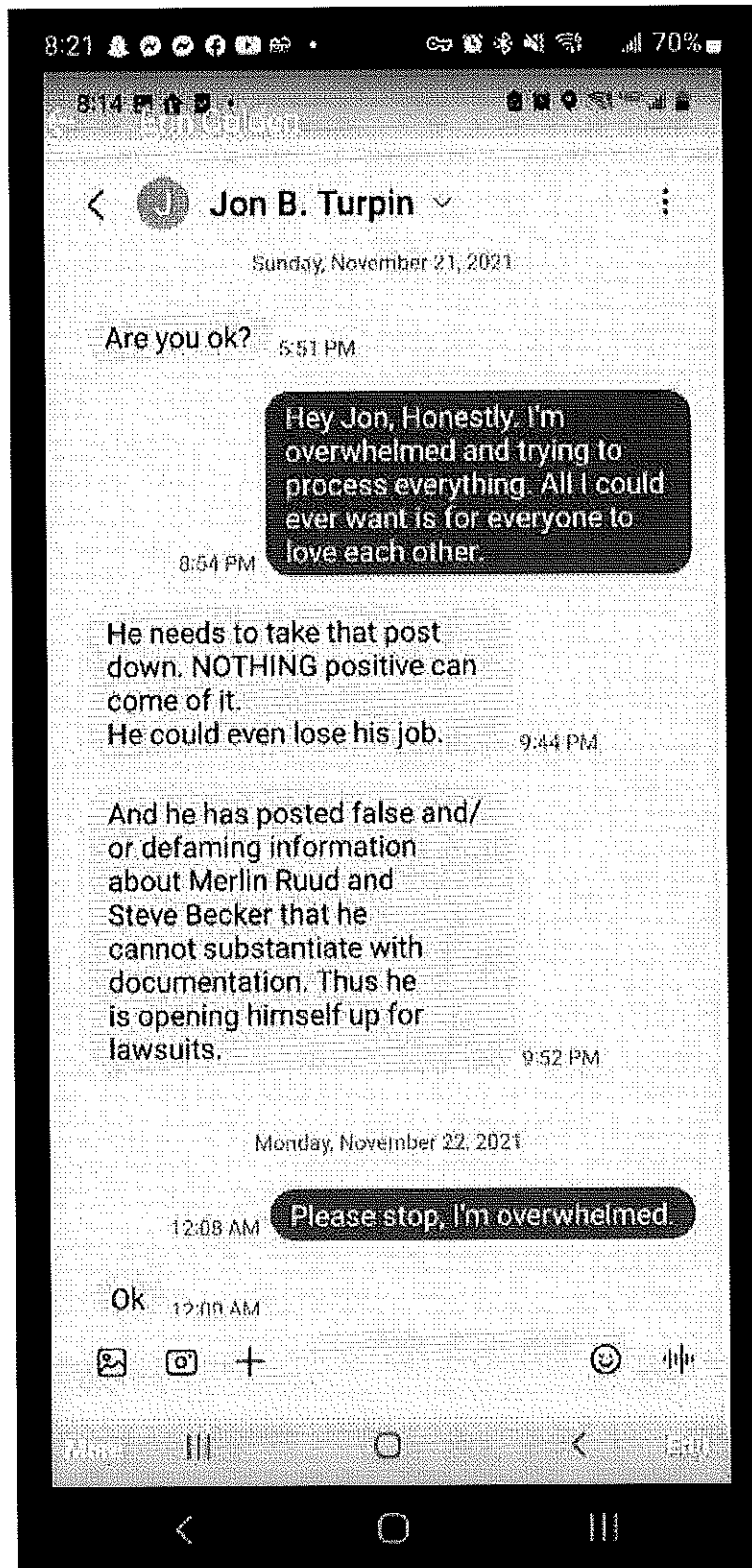 8:21
70%
8:14
Jon B. Turpin
Sunday, November 21, 2021
Are you ok?
5:51 PM
Hey Jon, Honestly. I'm
overwhelmed and trying to
process everything. All I could
ever want is for everyone to
love each other.
8:54 PM
He needs to take that post
down. NOTHING positive can
come of it.
He could even lose his job.
9:44 PM
And he has posted false and/
or defaming information
about Merlin Ruud and
Steve Becker that he
cannot substantiate with
documentation. Thus he
is opening himself up for
lawsuits.
9:52 PM
Monday, November 22, 2021
Please stop, I'm overwhelmed.
12:08 AM
Ok
12:09 AM
Edit